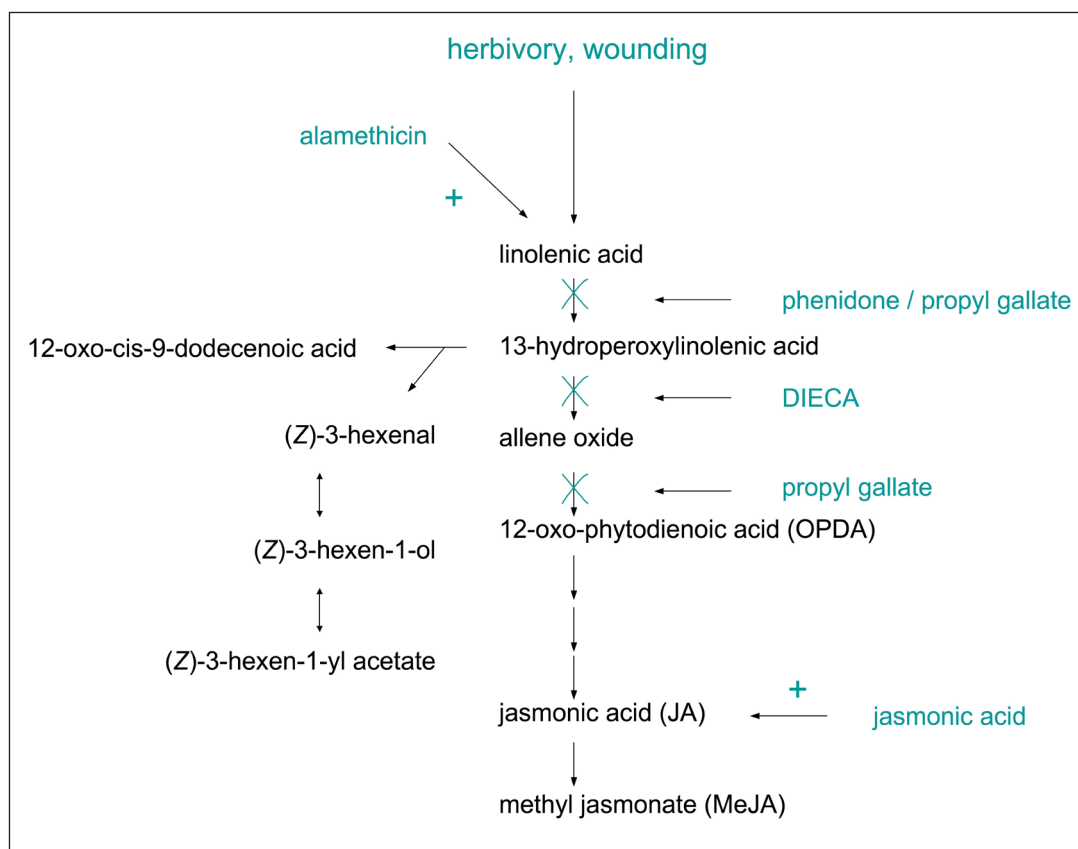 herbivory, wounding
alamethicin
+
linolenic acid
phenidone / propyl gallate
12-oxo-cis-9-dodecenoic acid
13-hydroperoxylinolenic acid
DIECA
(Z)-3-hexenal
allene oxide
propyl gallate
12-oxo-phytodienoic acid (OPDA)
(Z)-3-hexen-1-ol
(Z)-3-hexen-1-yl acetate
+
jasmonic acid (JA)
jasmonic acid
methyl jasmonate (MeJA)